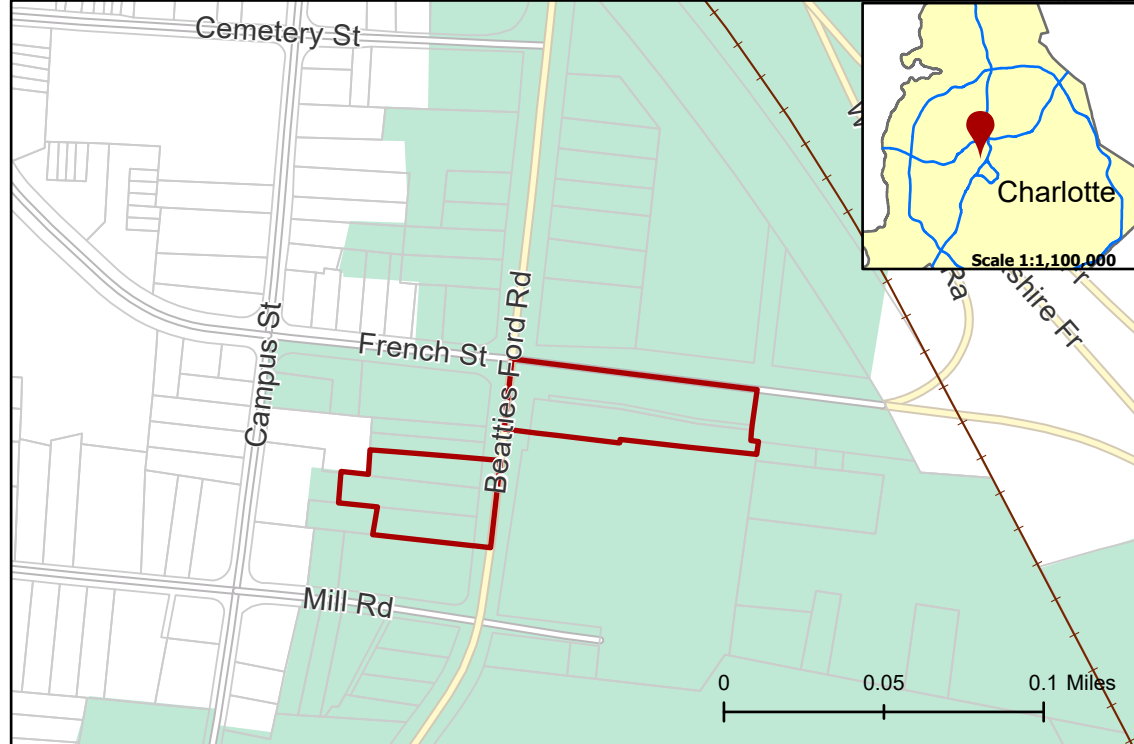 Cemetery St
Charlotte
Scale 1:1,100,000
Beatties Ford Rd
French St
Campus St
Mill Rd
0 0.05 0.1 Miles